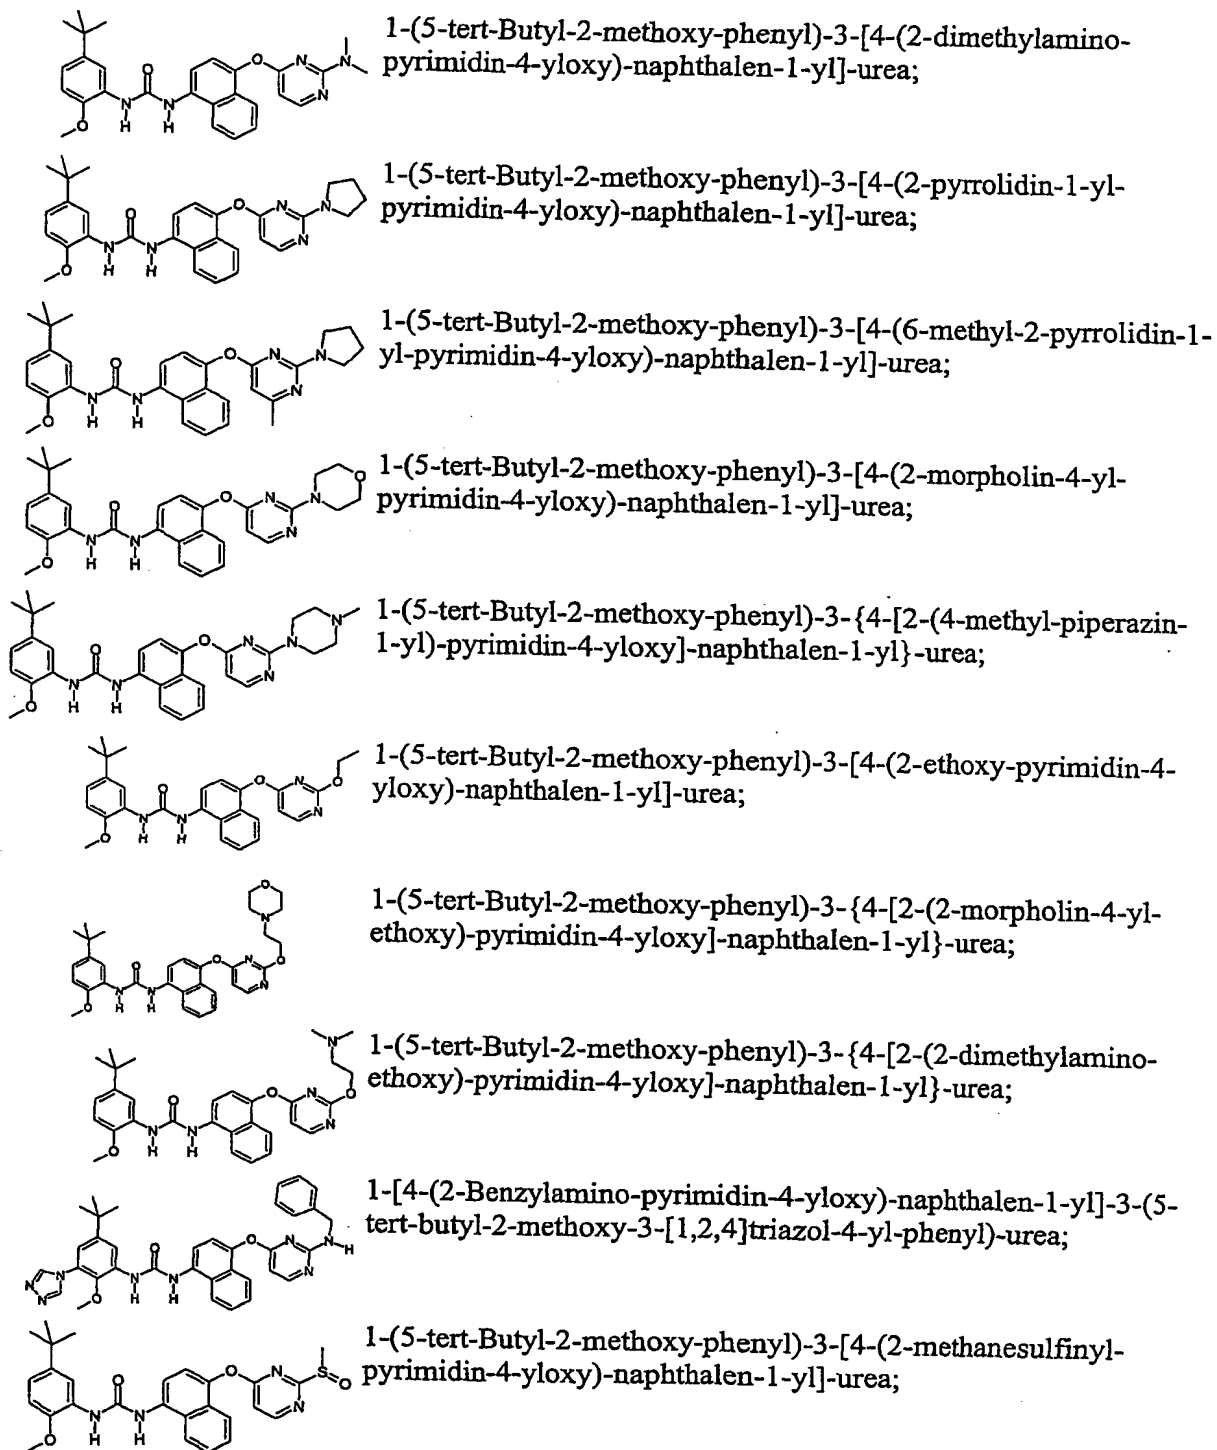 1-(5-tert-Butyl-2-methoxy-phenyl)-3-[4-(2-dimethylamino-
pyrimidin-4-yloxy)-naphthalen-1-yl]-urea;
1-(5-tert-Butyl-2-methoxy-phenyl)-3-[4-(2-pyrrolidin-1-yl-
pyrimidin-4-yloxy)-naphthalen-1-yl]-urea;
1-(5-tert-Butyl-2-methoxy-phenyl)-3-[4-(6-methyl-2-pyrrolidin-1-
yl-pyrimidin-4-yloxy)-naphthalen-1-yl]-urea;
1-(5-tert-Butyl-2-methoxy-phenyl)-3-[4-(2-morpholin-4-yl-
pyrimidin-4-yloxy)-naphthalen-1-yl]-urea;
1-(5-tert-Butyl-2-methoxy-phenyl)-3-{4-[2-(4-methyl-piperazin-
1-yl)-pyrimidin-4-yloxy]-naphthalen-1-yl}-urea;
1-(5-tert-Butyl-2-methoxy-phenyl)-3-[4-(2-ethoxy-pyrimidin-4-
yloxy)-naphthalen-1-yl]-urea;
1-(5-tert-Butyl-2-methoxy-phenyl)-3-{4-[2-(2-morpholin-4-yl-
ethoxy)-pyrimidin-4-yloxy]-naphthalen-1-yl}-urea;
1-(5-tert-Butyl-2-methoxy-phenyl)-3-{4-[2-(2-dimethylamino-
ethoxy)-pyrimidin-4-yloxy]-naphthalen-1-yl}-urea;
1-[4-(2-Benzylamino-pyrimidin-4-yloxy)-naphthalen-1-yl]-3-(5-
tert-butyl-2-methoxy-3-[1,2,4]triazol-4-yl-phenyl)-urea;
1-(5-tert-Butyl-2-methoxy-phenyl)-3-[4-(2-methanesulfinyl-
pyrimidin-4-yloxy)-naphthalen-1-yl]-urea;